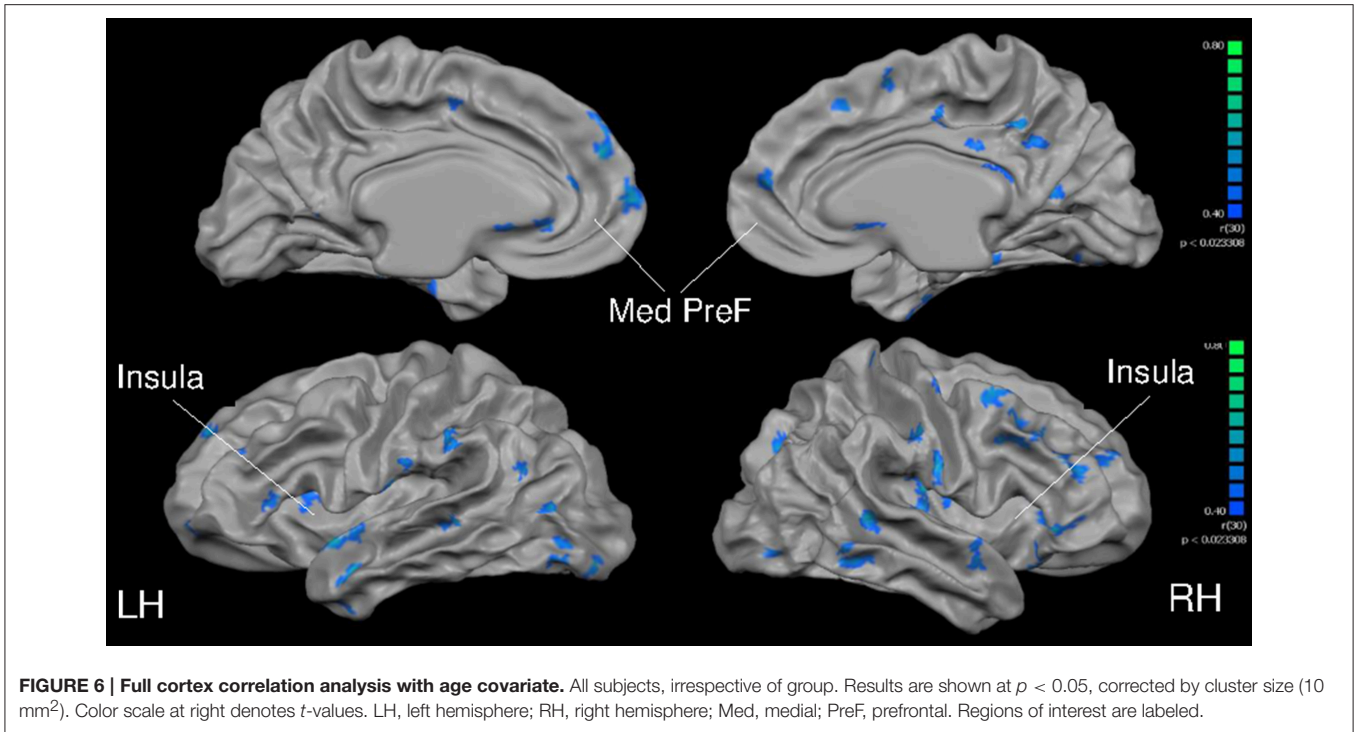 0.80
0.40
r(30)
p < 0.023308
Med PreF
Insula
Insula
0.40
r(30)
p < 0.023308
LH
RH
FIGURE 6 | Full cortex correlation analysis with age covariate. All subjects, irrespective of group. Results are shown at p < 0.05, corrected by cluster size (10
mm²). Color scale at right denotes t-values. LH, left hemisphere; RH, right hemisphere; Med, medial; PreF, prefrontal. Regions of interest are labeled.